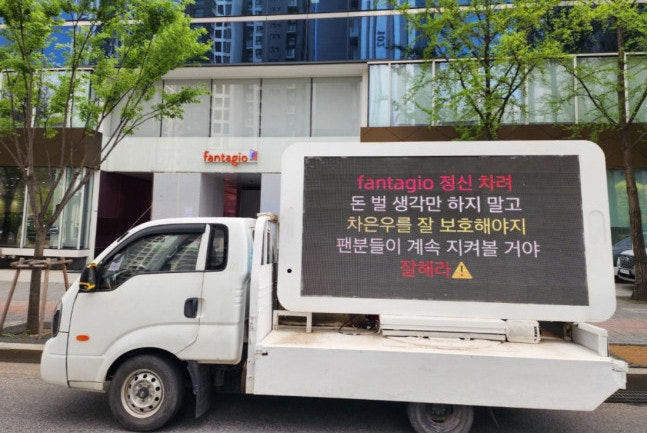 fantagio
fantagio 정신 차려
돈 벌 생각만 하지 말고
차은우를 잘 보호해야지
팬분들이 계속 지켜볼 거야
잘해라⚠️